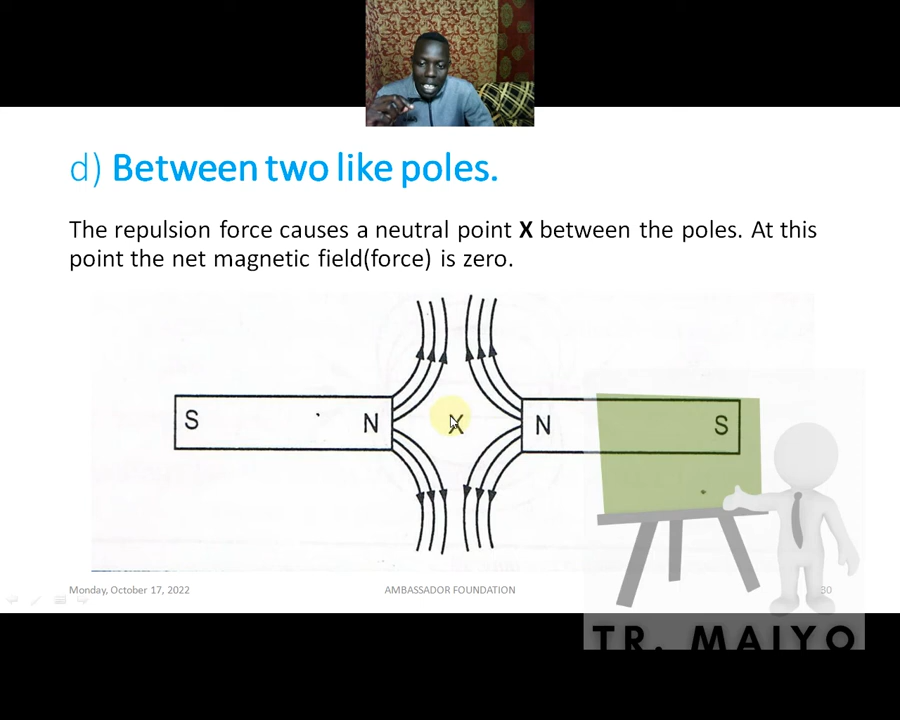 d) Between two like poles.
The repulsion force causes a neutral point X between the poles. At this
point the net magnetic field(force) is zero.
S N X N S
Monday, October 17, 2022 AMBASSADOR FOUNDATION 30
TR. MAIYO